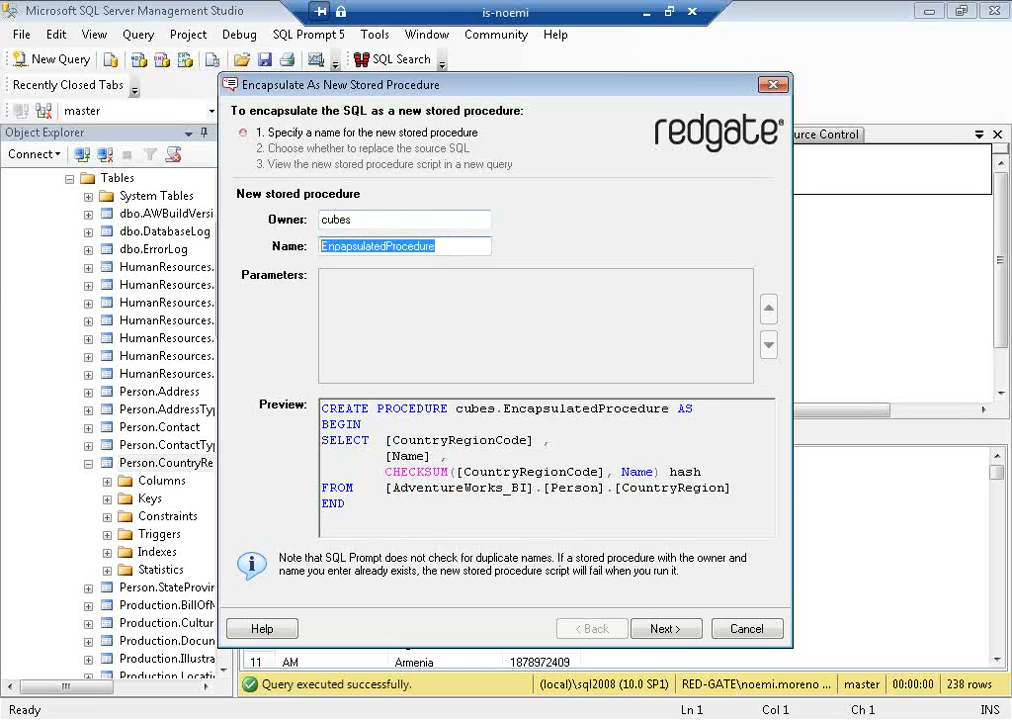 Microsoft SQL Server Management Studio
is-noemi
File Edit View Query Project Debug SQL Prompt 5 Tools Window Community Help
New Query
SQL Search
Recently Closed Tabs
master
Object Explorer
Connect
Tables
System Tables
dbo.AWBuildVersi
dbo.DatabaseLog
dbo.ErrorLog
HumanResources.
HumanResources.
HumanResources.
HumanResources.
HumanResources.
HumanResources.
HumanResources.
Person.Address
Person.AddressTy
Person.Contact
Person.ContactTyp
Person.CountryRe
Columns
Keys
Constraints
Triggers
Indexes
Statistics
Person.StateProvir
Production.BillOfM
Production.Cultur
Production.Docun
Production.Illustra
Production.Locati
Encapsulate As New Stored Procedure
To encapsulate the SQL as a new stored procedure:
1. Specify a name for the new stored procedure
2. Choose whether to replace the source SQL
3. View the new stored procedure script in a new query
redgate®
ource Control
New stored procedure
Owner: cubes
Name: EncapsulatedProcedure
Parameters:
Preview:
CREATE PROCEDURE cubes.EncapsulatedProcedure AS
BEGIN
SELECT [CountryRegionCode] ,
[Name] ,
CHECKSUM([CountryRegionCode], Name) hash
FROM [AdventureWorks_BI].[Person].[CountryRegion]
END
Note that SQL Prompt does not check for duplicate names. If a stored procedure with the owner and
name you enter already exists, the new stored procedure script will fail when you run it.
Help < Back Next > Cancel
11 AM Armenia 1878972409
Query executed successfully. (local)\sql2008 (10.0 SP1) RED-GATE\noemi.moreno ... master 00:00:00 238 rows
Ready Ln 1 Col 1 Ch 1 INS